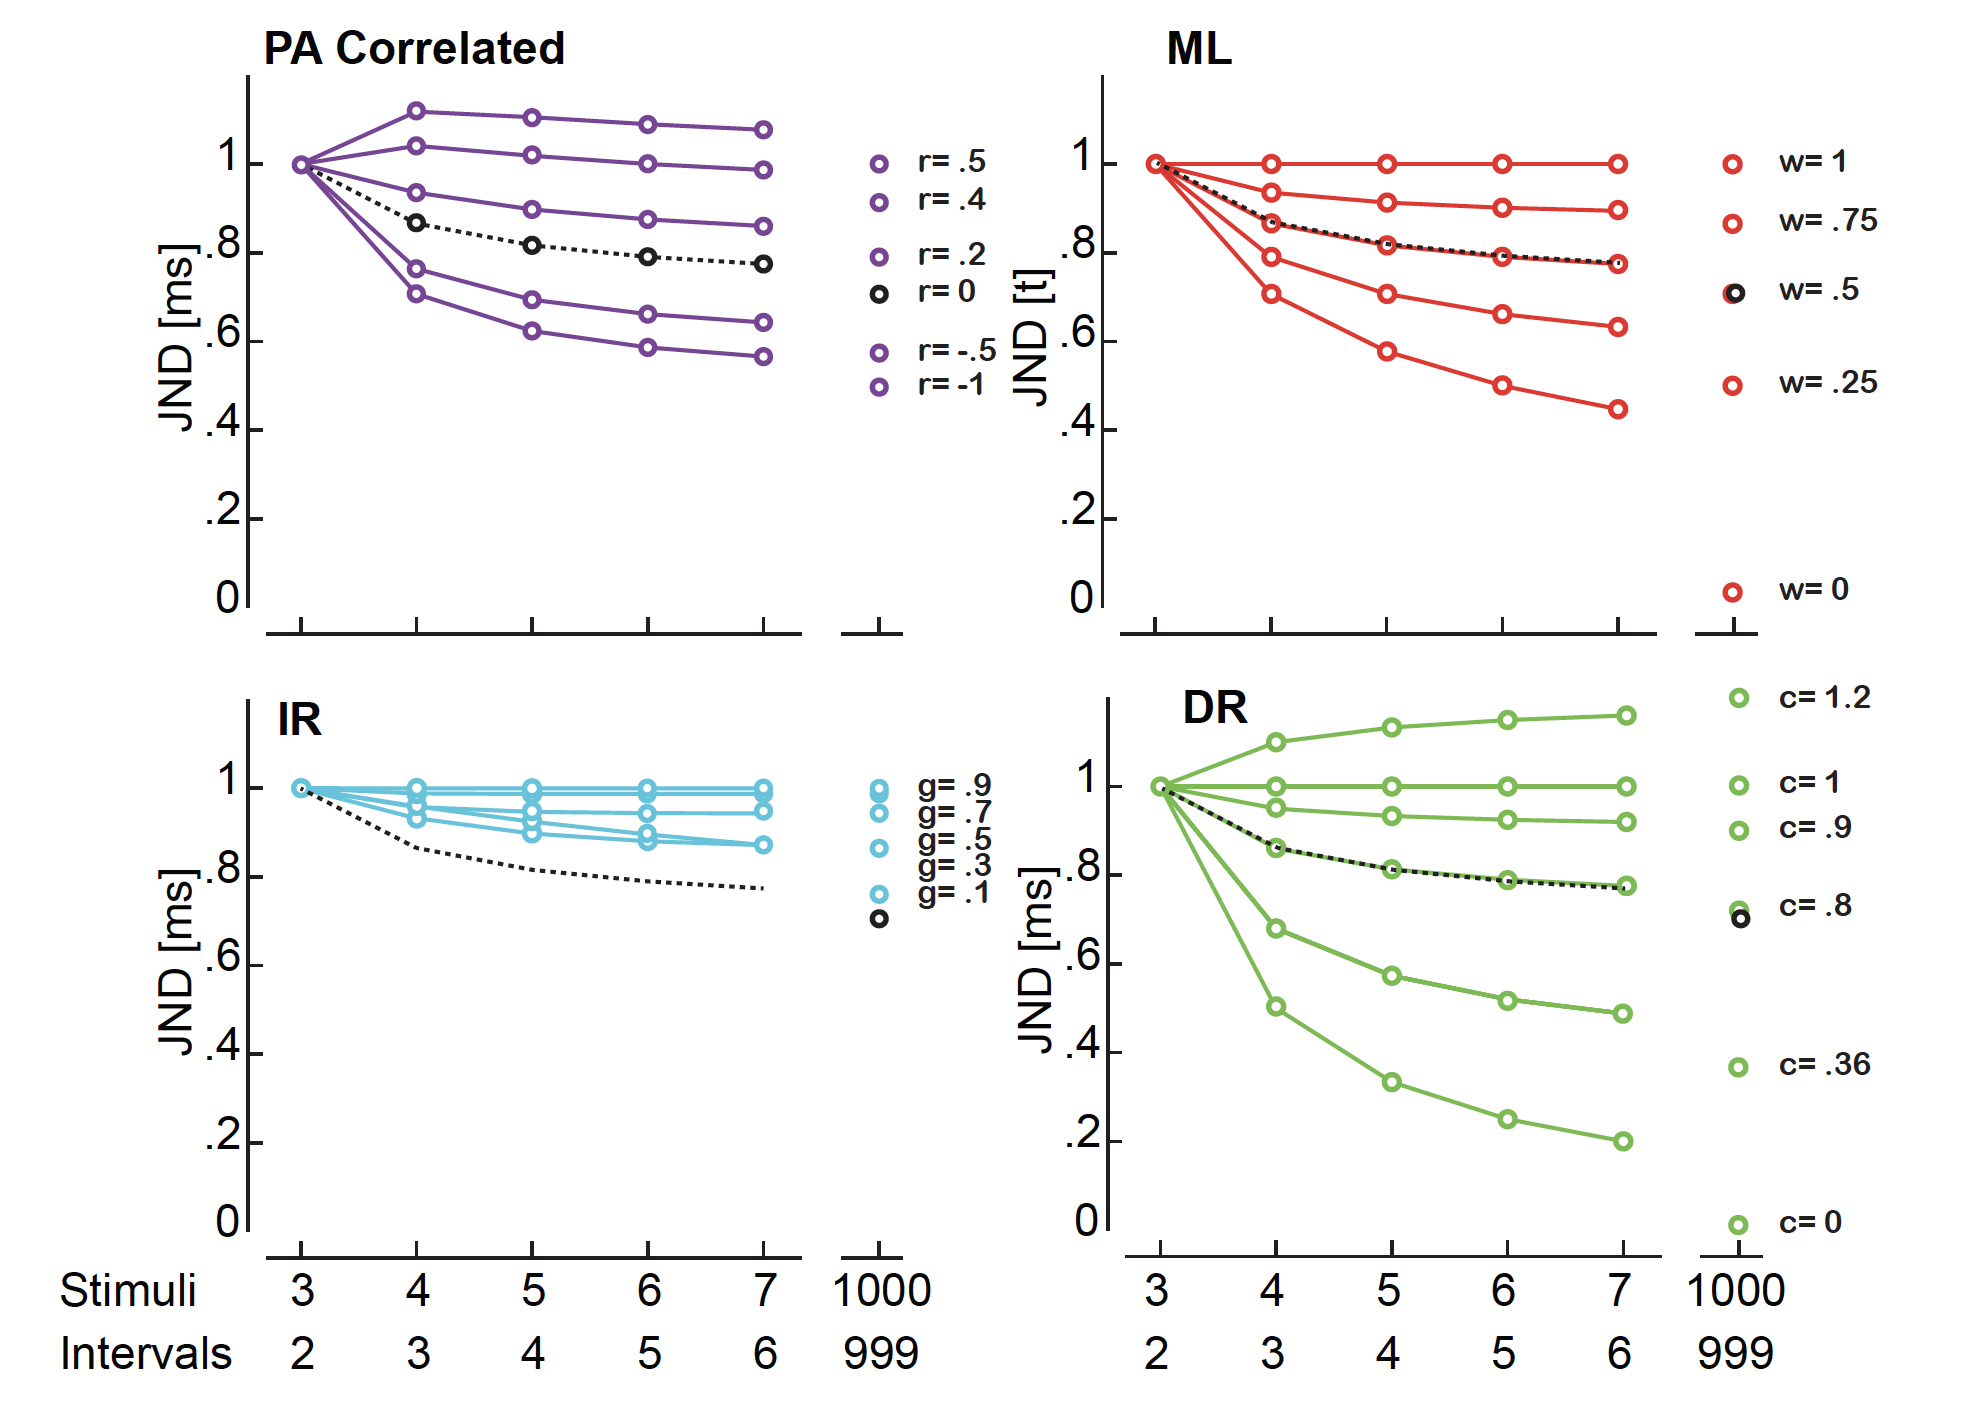 PA Correlated
JND [ms]
1
.8
.6
.4
.2
0
r= .5
r= .4
r= .2
r= 0
r= -.5
r= -1
ML
JND [t]
1
.8
.6
.4
.2
0
w= 1
w= .75
w= .5
w= .25
w= 0
IR
JND [ms]
1
.8
.6
.4
.2
0
g= .9
g= .7
g= .5
g= .3
g= .1
DR
JND [ms]
1
.8
.6
.4
.2
0
c= 1.2
c= 1
c= .9
c= .8
c= .36
c= 0
Stimuli 3 4 5 6 7 1000 3 4 5 6 7 1000
Intervals 2 3 4 5 6 999 2 3 4 5 6 999